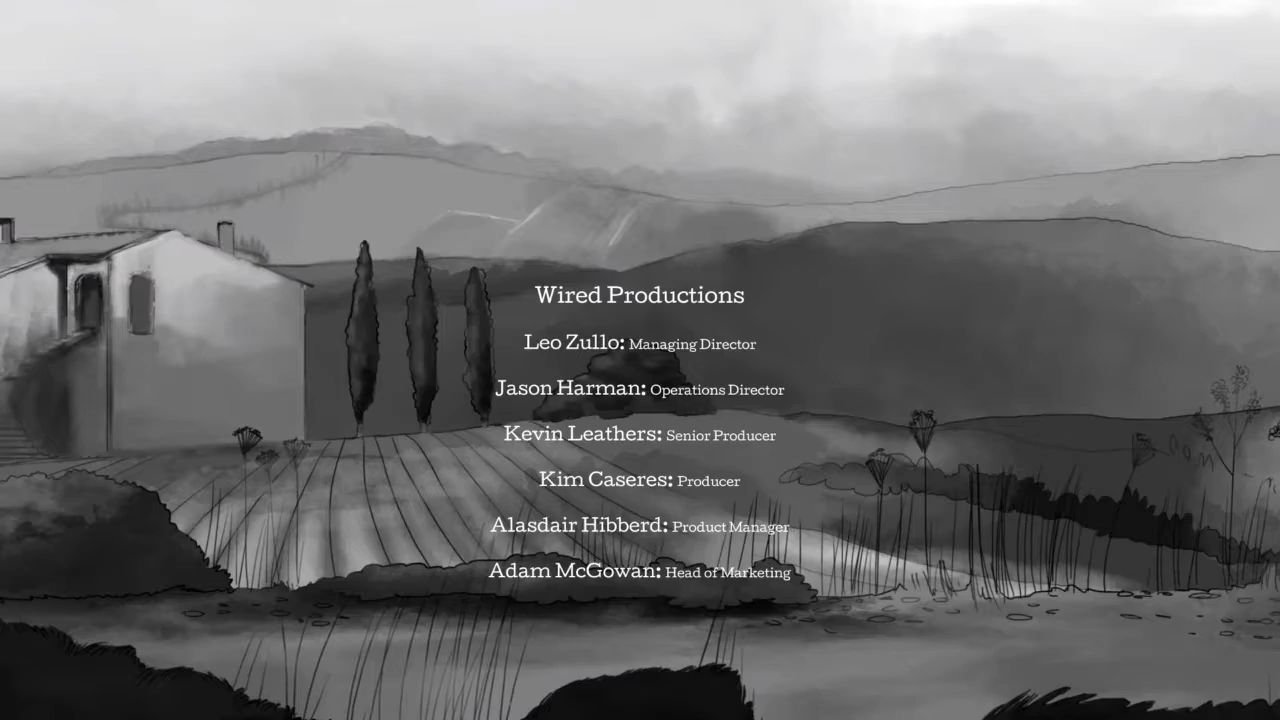 Wired Productions
Leo Zullo: Managing Director
Jason Harman: Operations Director
Kevin Leathers: Senior Producer
Kim Caseres: Producer
Alasdair Hibberd: Product Manager
Adam McGowan: Head of Marketing